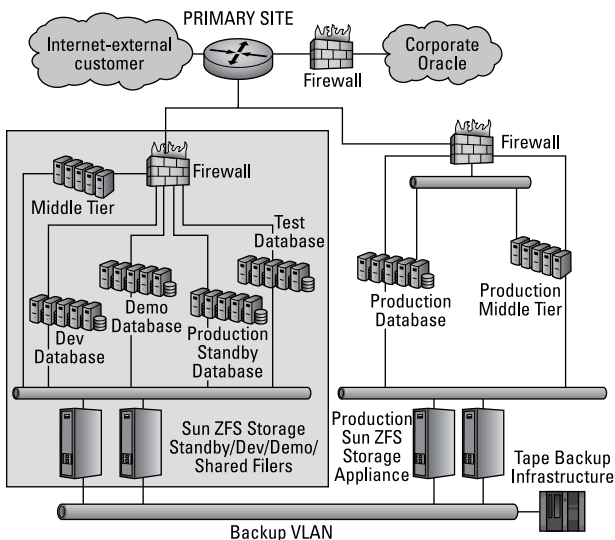 PRIMARY SITE
Internet-external
customer
Firewall
Corporate
Oracle
Firewall
Middle Tier
Firewall
Test
Database
Demo
Database
Dev
Database
Production
Standby
Database
Production
Database
Production
Middle Tier
Sun ZFS Storage
Standby/Dev/Demo/
Shared Filers
Production
Sun ZFS
Storage
Appliance
Tape Backup
Infrastructure
Backup VLAN